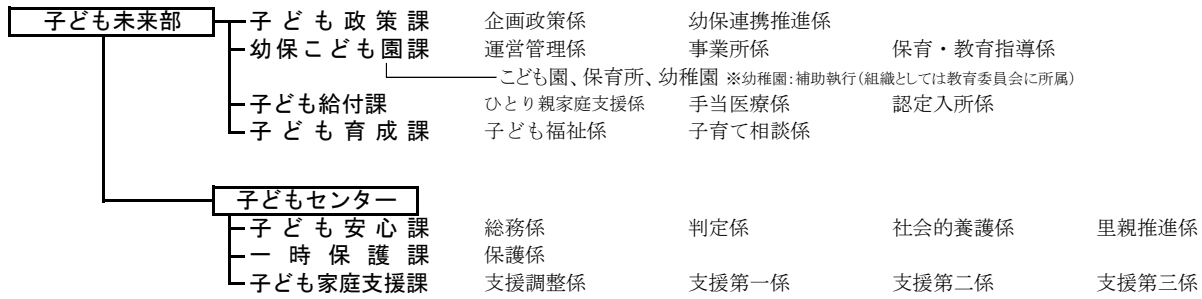 子ども未来部 子ども政策課 企画政策係 幼保連携推進係
幼保こども園課 運営管理係 事業所係 保育・教育指導係
こども園、保育所、幼稚園 ※幼稚園:補助執行(組織としては教育委員会に所属)
子ども給付課 ひとり親家庭支援係 手当医療係 認定入所係
子ども育成課 子ども福祉係 子育て相談係
子どもセンター
子ども安心課 総務係 判定係 社会的養護係 里親推進係
一時保護課 保護係
子ども家庭支援課 支援調整係 支援第一係 支援第二係 支援第三係